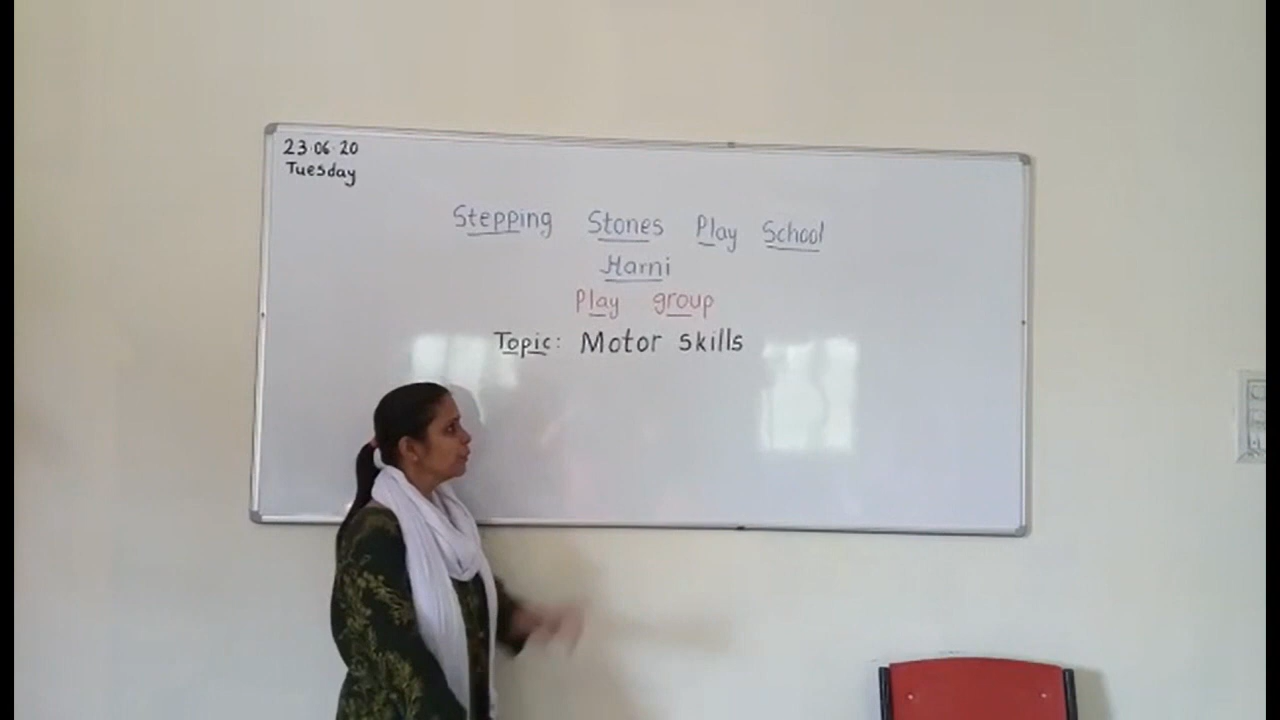 23.06.20
Tuesday
Stepping Stones Play School
Harni
Play group
Topic: Motor skills